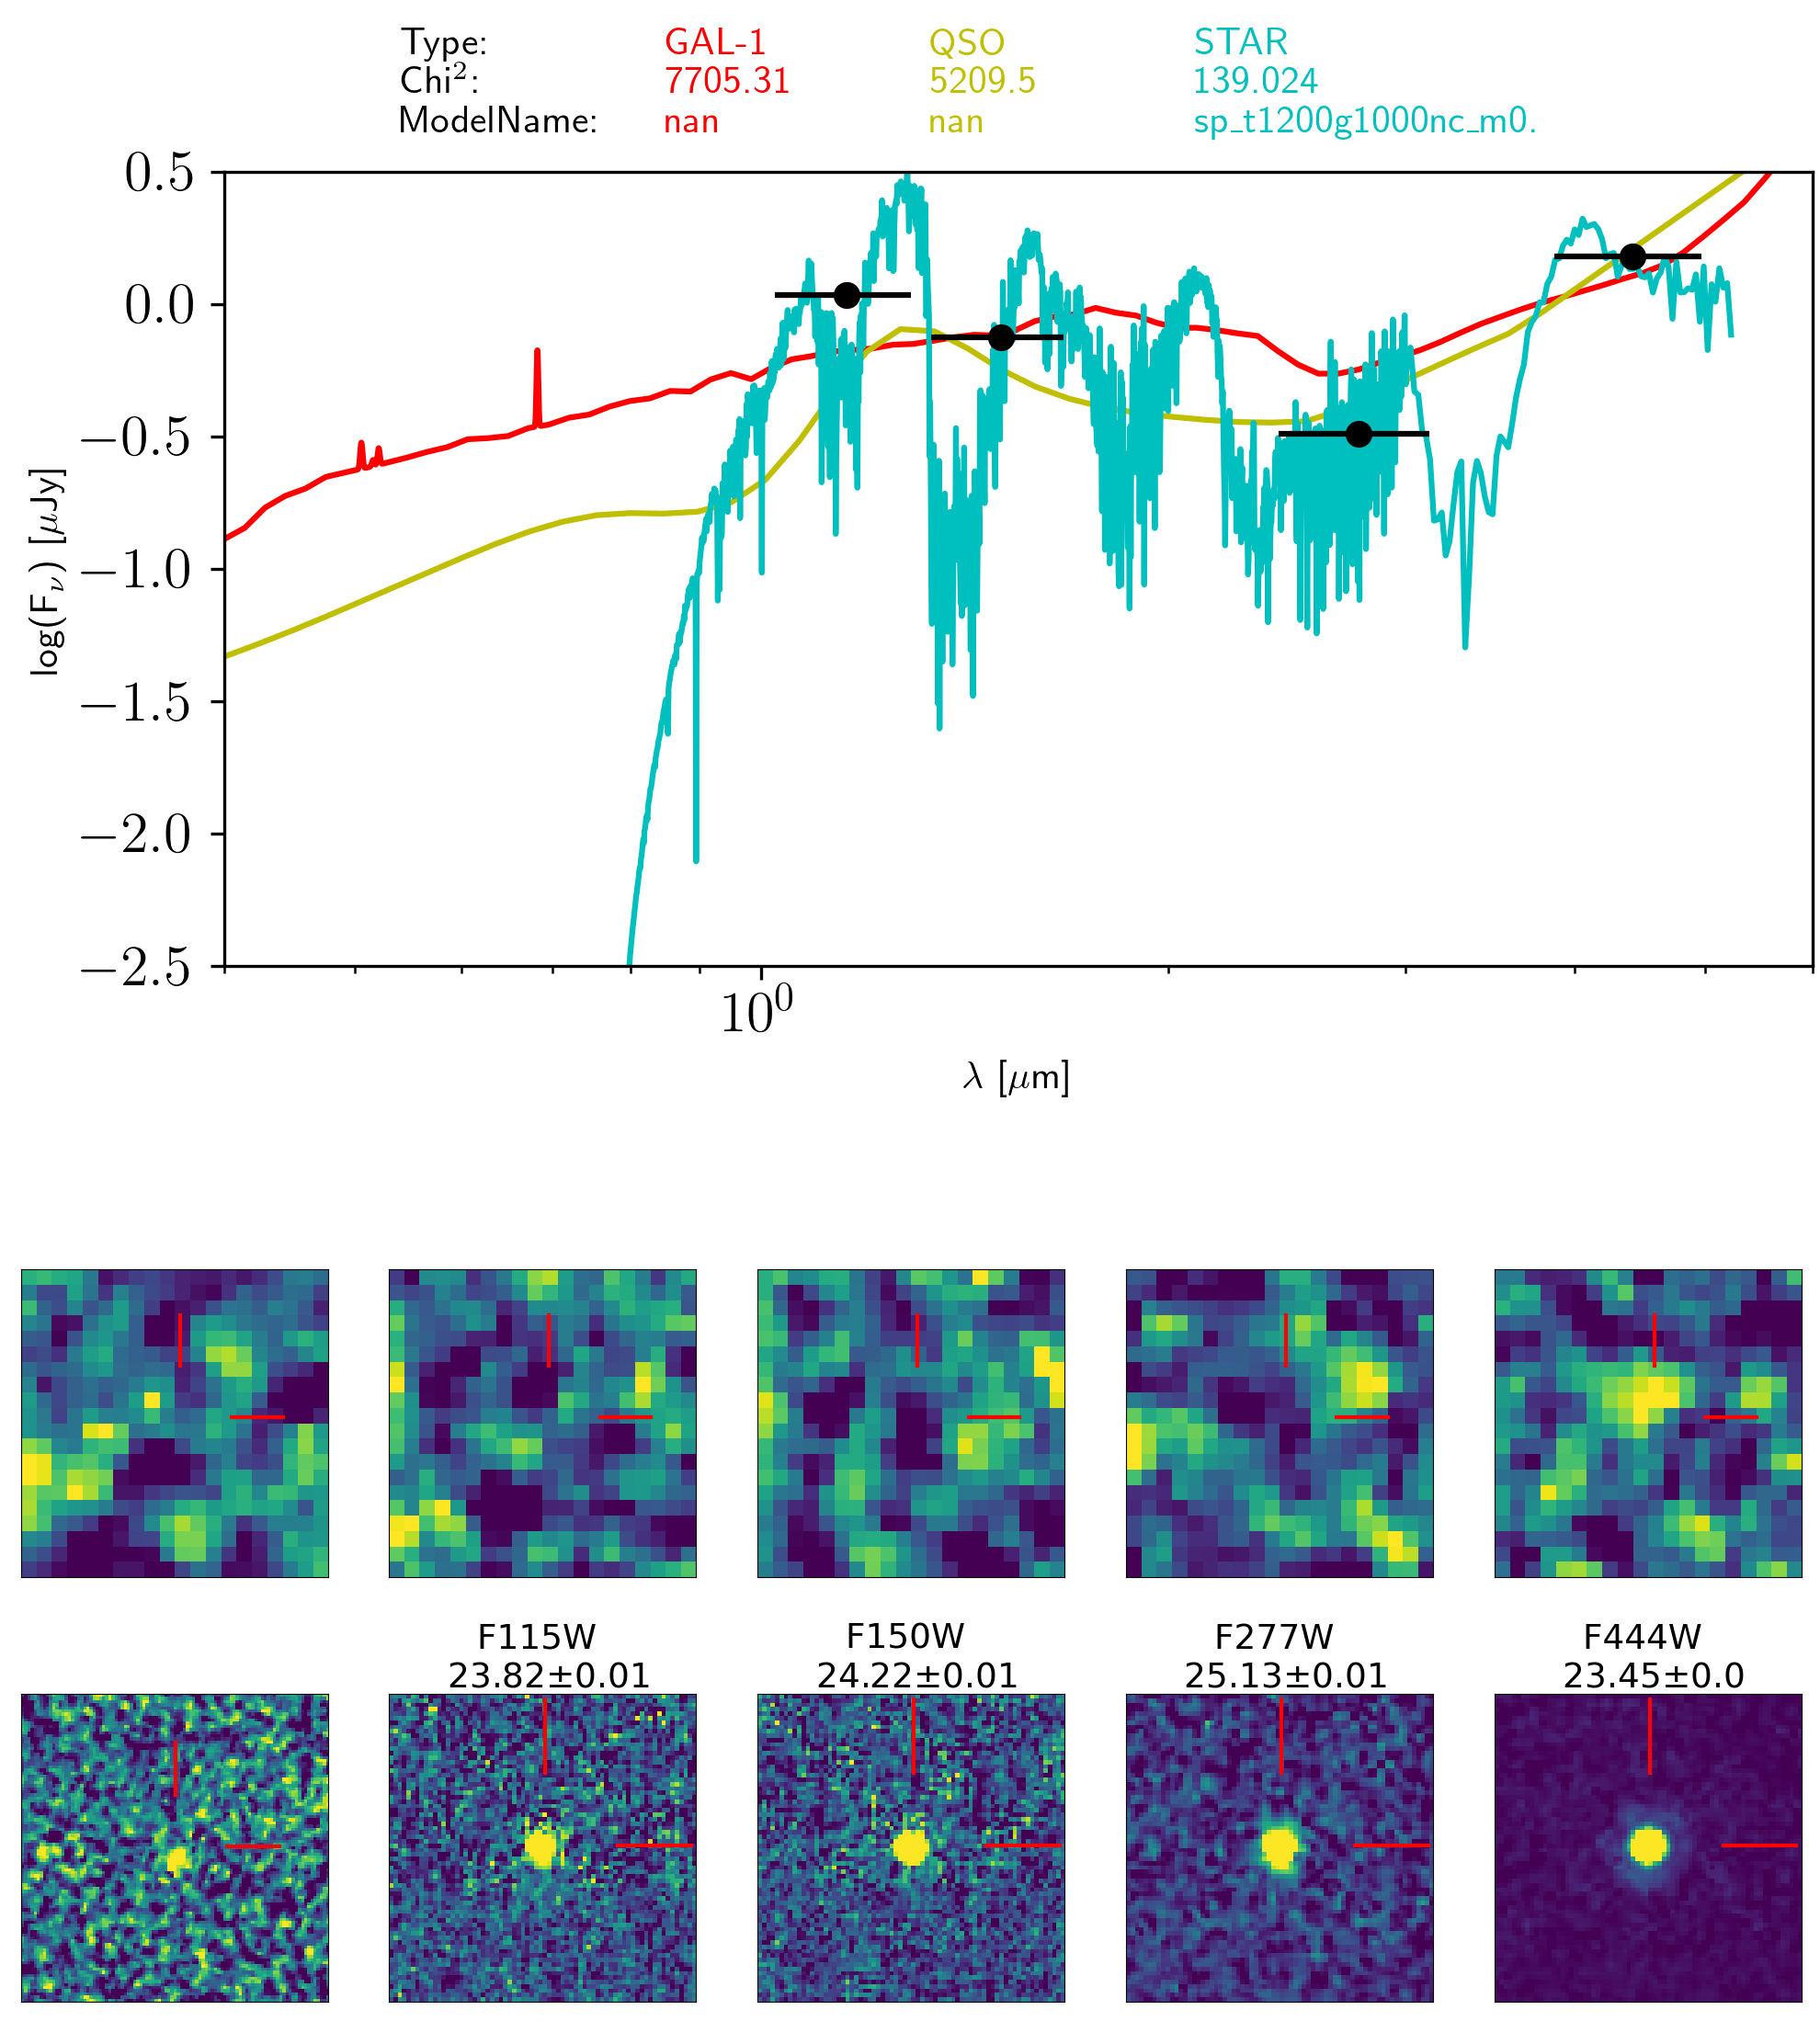 Type: GAL-1 QSO STAR
Chi²: 7705.31 5209.5 139.024
ModelName: nan nan sp_t1200g1000nc_m0.
0.5
0.0
−0.5
−1.0
−1.5
−2.0
−2.5
log(Fν) [μJy]
10⁰
λ [μm]
F115W F150W F277W F444W
23.82±0.01 24.22±0.01 25.13±0.01 23.45±0.0